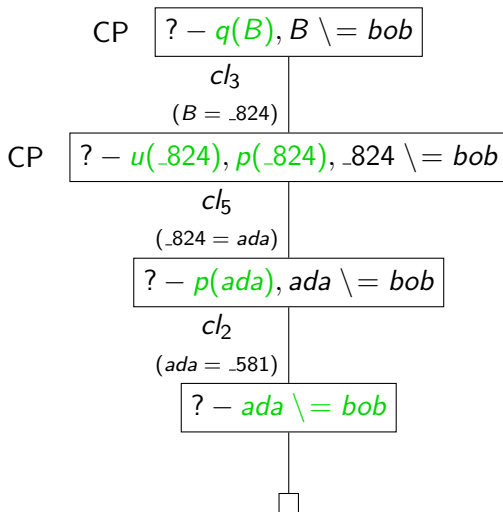 CP ? − q(B), B \= bob
cl₃
(B = _824)
CP ? − u(_824), p(_824), _824 \= bob
cl₅
(_824 = ada)
? − p(ada), ada \= bob
cl₂
(ada = _581)
? − ada \= bob